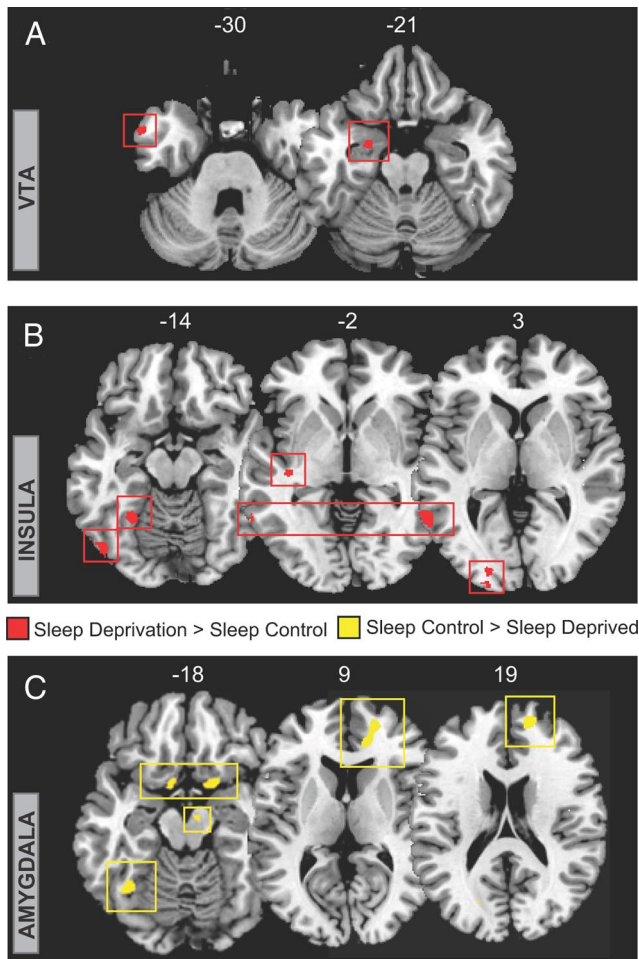 A
-30 -21
VTA
B
-14 -2 3
INSULA
Sleep Deprivation > Sleep Control Sleep Control > Sleep Deprived
C
-18 9 19
AMYGDALA